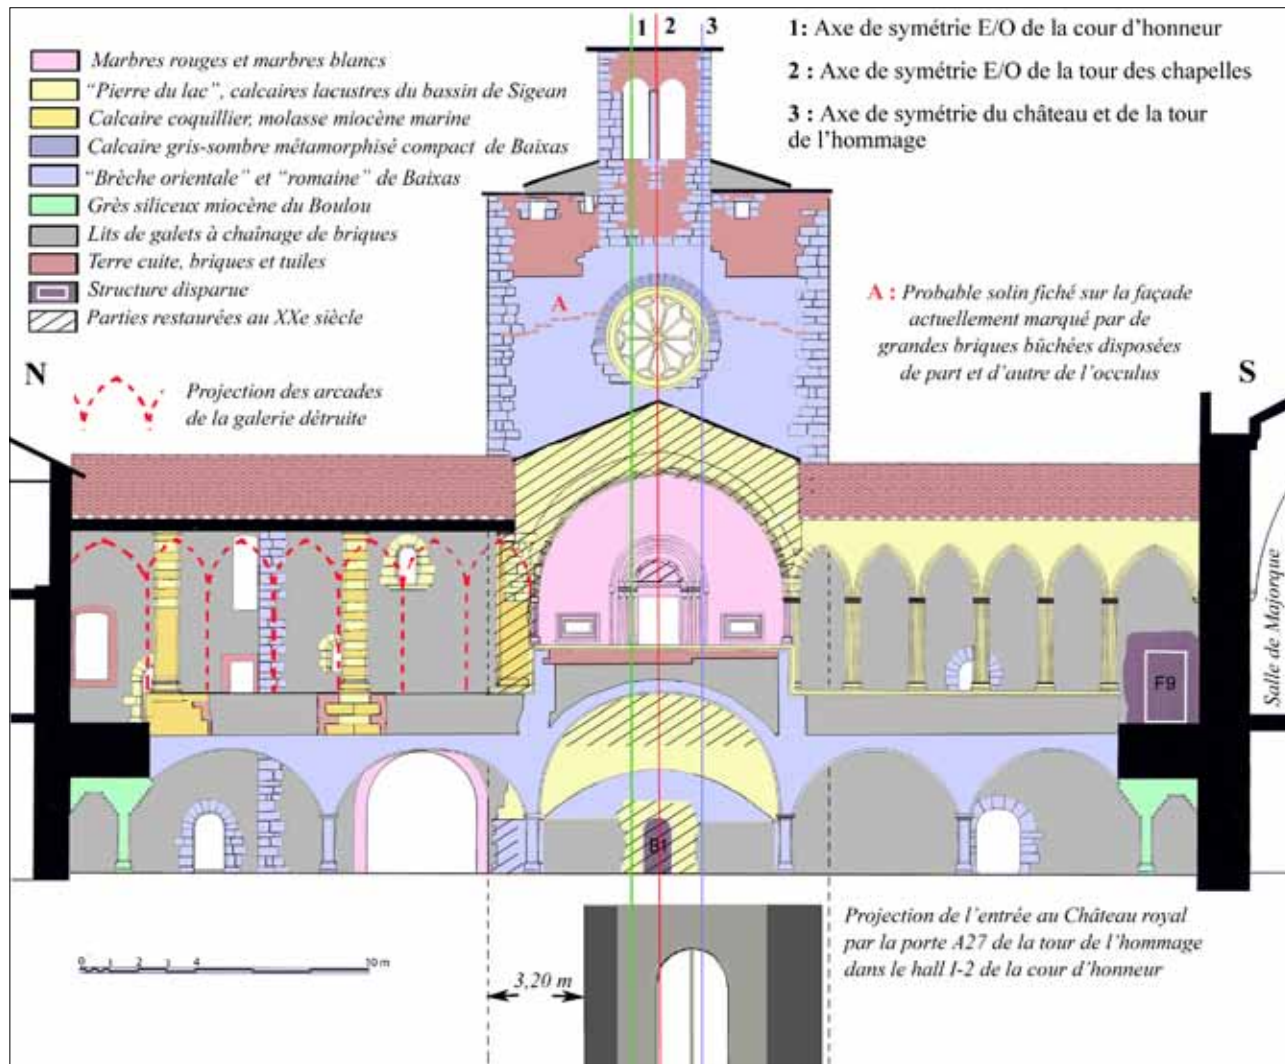 1 2 3
1: Axe de symétrie E/O de la cour d'honneur
2 : Axe de symétrie E/O de la tour des chapelles
3 : Axe de symétrie du château et de la tour
de l'hommage
Marbres rouges et marbres blancs
"Pierre du lac", calcaires lacustres du bassin de Sigean
Calcaire coquillier, molasse miocène marine
Calcaire gris-sombre métamorphisé compact de Baixas
"Brèche orientale" et "romaine" de Baixas
Grès siliceux miocène du Boulou
Lits de galets à chaînage de briques
Terre cuite, briques et tuiles
Structure disparue
Parties restaurées au XXe siècle
A
A : Probable solin fiché sur la façade
actuellement marqué par de
grandes briques bûchées disposées
de part et d'autre de l'occulus
N
S
Projection des arcades
de la galerie détruite
Salle de Majorque
F9
B1
Projection de l'entrée au Château royal
par la porte A27 de la tour de l'hommage
dans le hall I-2 de la cour d'honneur
0 1 2 3 4 10 m
3,20 m